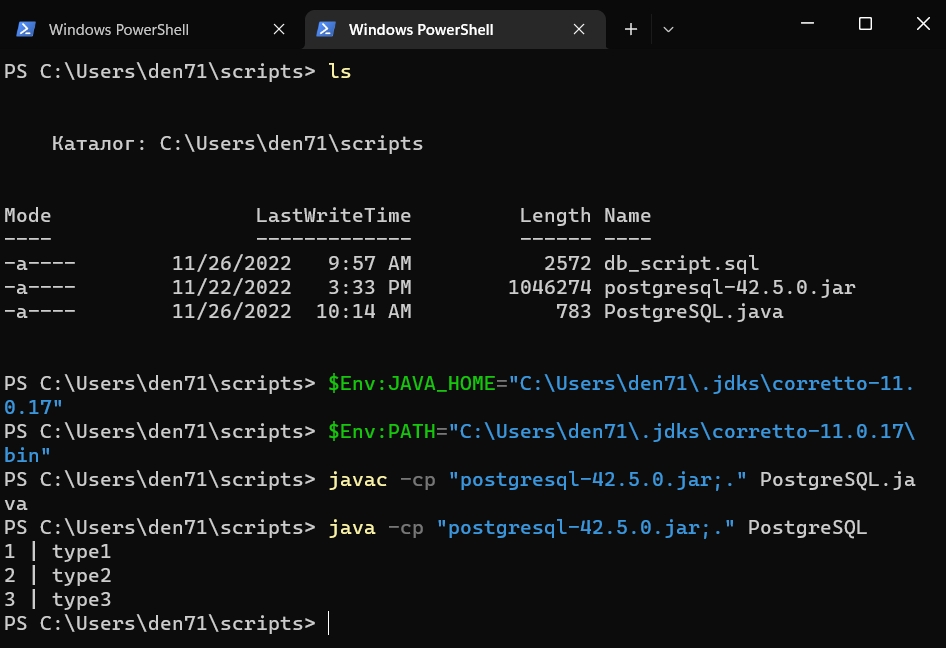 Windows PowerShell
Windows PowerShell
PS C:\Users\den71\scripts> ls
Каталог: C:\Users\den71\scripts
Mode                 LastWriteTime         Length Name
----                 -------------         ------ ----
-a----        11/26/2022   9:57 AM           2572 db_script.sql
-a----        11/22/2022   3:33 PM        1046274 postgresql-42.5.0.jar
-a----        11/26/2022  10:14 AM            783 PostgreSQL.java
PS C:\Users\den71\scripts> $Env:JAVA_HOME="C:\Users\den71\.jdks\corretto-11.
0.17"
PS C:\Users\den71\scripts> $Env:PATH="C:\Users\den71\.jdks\corretto-11.0.17\
bin"
PS C:\Users\den71\scripts> javac -cp "postgresql-42.5.0.jar;." PostgreSQL.ja
va
PS C:\Users\den71\scripts> java -cp "postgresql-42.5.0.jar;." PostgreSQL
1 | type1
2 | type2
3 | type3
PS C:\Users\den71\scripts>